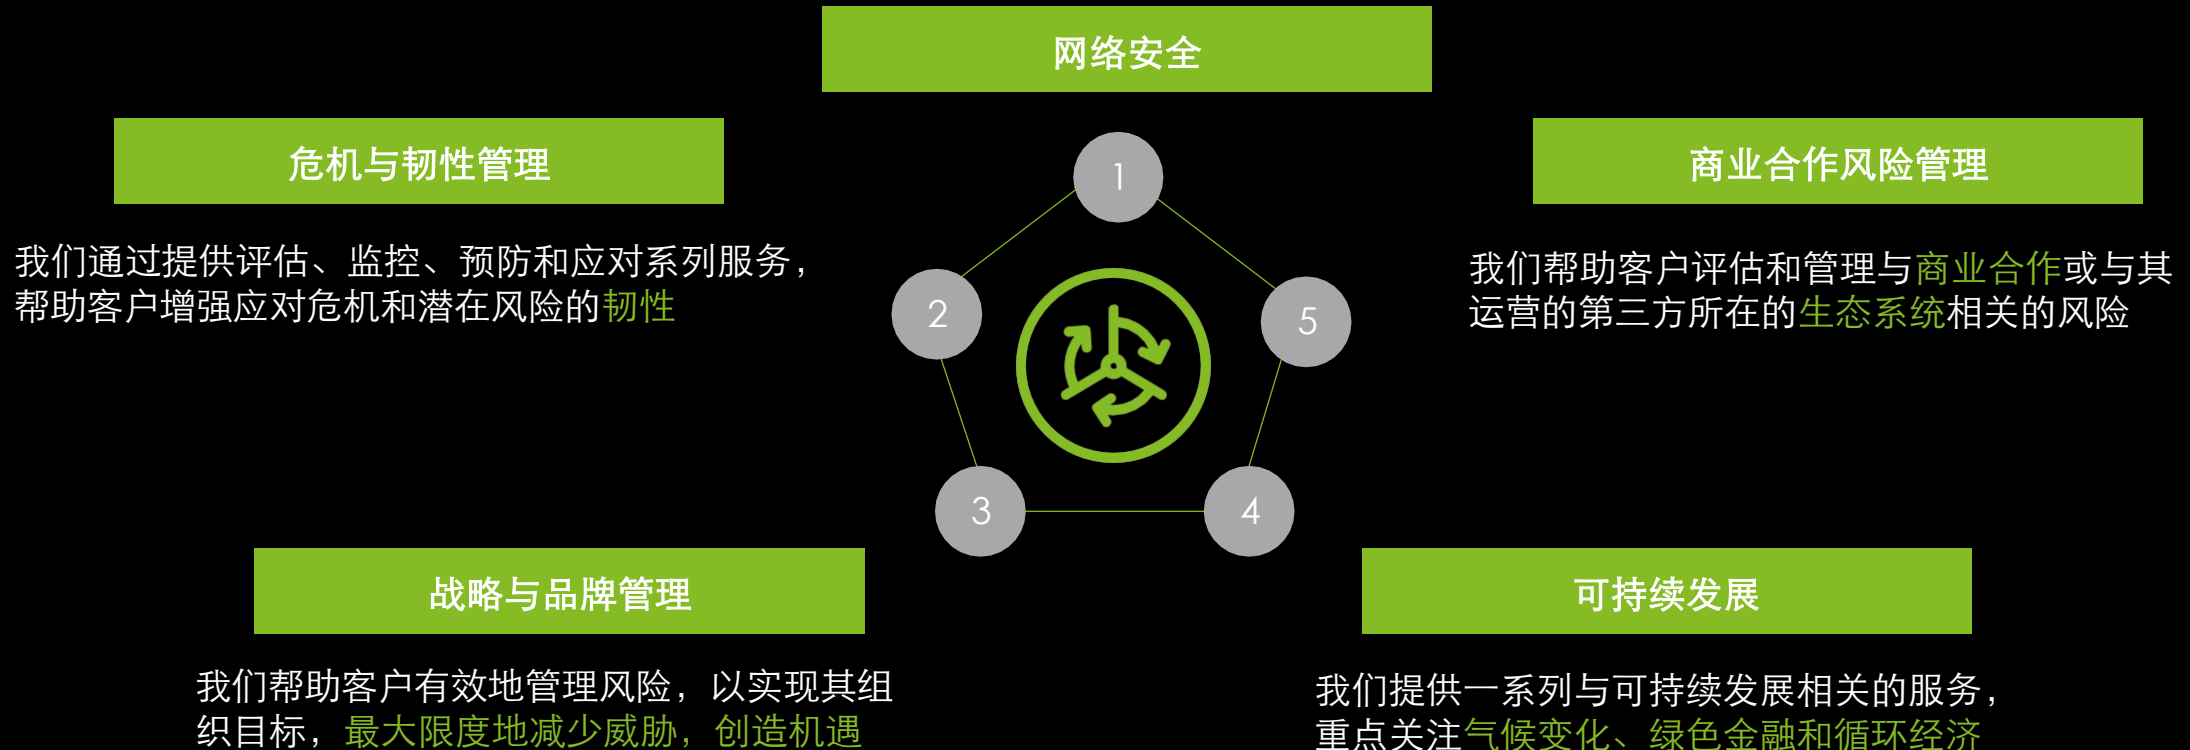 网络安全
1
危机与韧性管理
我们通过提供评估、监控、预防和应对系列服务，
帮助客户增强应对危机和潜在风险的韧性
2
战略与品牌管理
我们帮助客户有效地管理风险，以实现其组
织目标，最大限度地减少威胁，创造机遇
3
可持续发展
我们提供一系列与可持续发展相关的服务，
重点关注气候变化、绿色金融和循环经济
4
商业合作风险管理
我们帮助客户评估和管理与商业合作或与其
运营的第三方所在的生态系统相关的风险
5